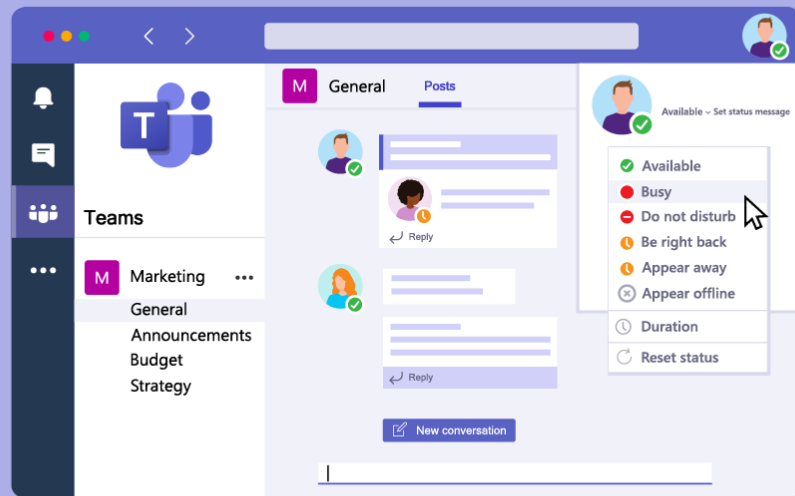 M General Posts
T
Available ~ Set status message
Available
Busy
Do not disturb
Be right back
Appear away
Appear offline
Duration
Reset status
Teams
M Marketing ...
General
Announcements
Budget
Strategy
Reply
Reply
New conversation